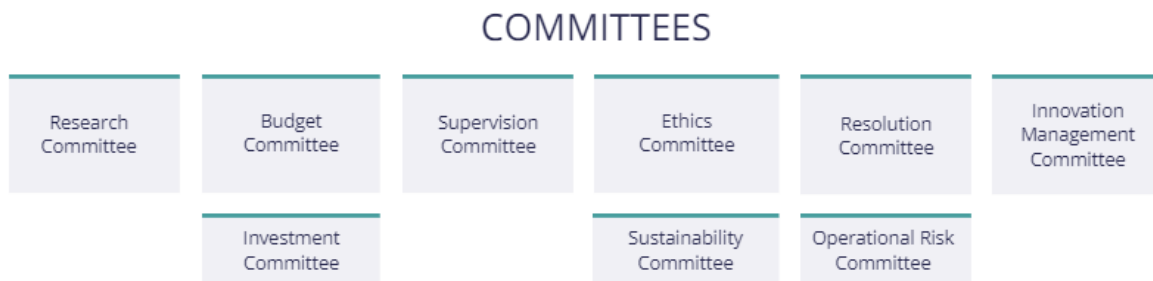 COMMITTEES
Research
Committee
Budget
Committee
Supervision
Committee
Ethics
Committee
Resolution
Committee
Innovation
Management
Committee
Investment
Committee
Sustainability
Committee
Operational Risk
Committee